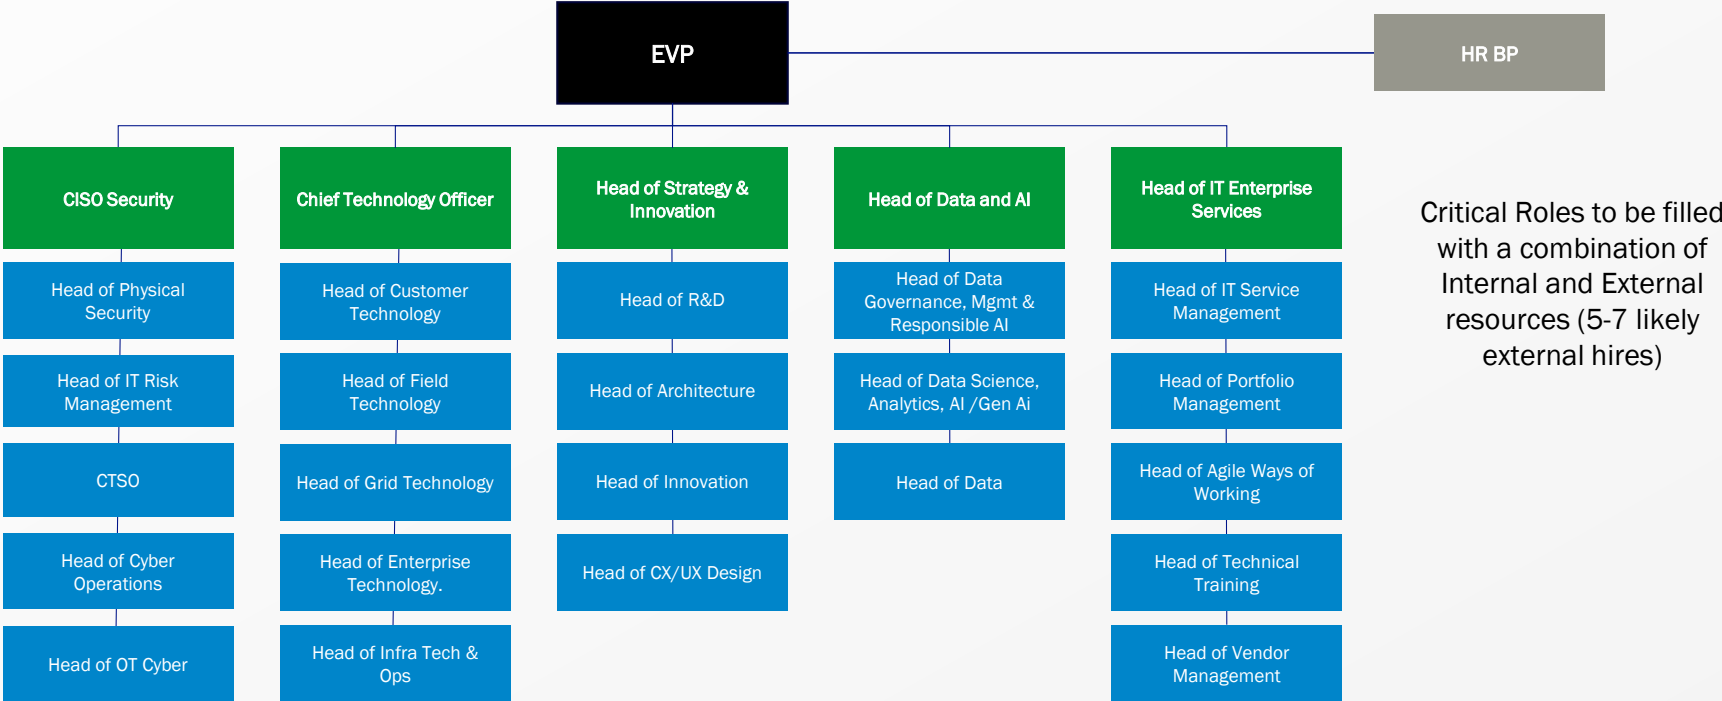 EVP
HR BP
CISO Security
Chief Technology Officer
Head of Strategy &
Innovation
Head of Data and AI
Head of IT Enterprise
Services
Head of Physical
Security
Head of IT Risk
Management
CTSO
Head of Cyber
Operations
Head of OT Cyber
Head of Customer
Technology
Head of Field
Technology
Head of Grid Technology
Head of Enterprise
Technology.
Head of Infra Tech &
Ops
Head of R&D
Head of Architecture
Head of Innovation
Head of CX/UX Design
Head of Data
Governance, Mgmt &
Responsible AI
Head of Data Science,
Analytics, AI /Gen Ai
Head of Data
Head of IT Service
Management
Head of Portfolio
Management
Head of Agile Ways of
Working
Head of Technical
Training
Head of Vendor
Management
Critical Roles to be filled
with a combination of
Internal and External
resources (5-7 likely
external hires)